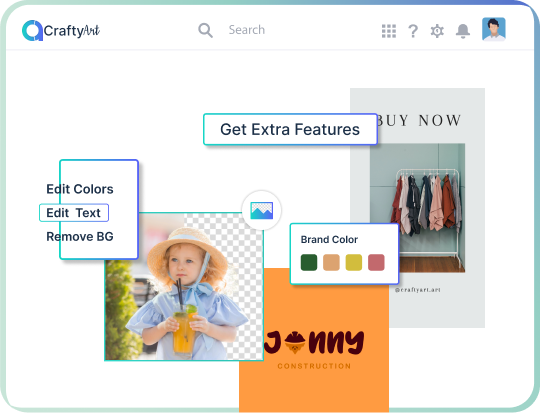 CraftyArt
Search
?
BUY NOW
Get Extra Features
Edit Colors
Edit Text
Remove BG
Brand Color
@craftyart.art
JONNY
CONSTRUCTION